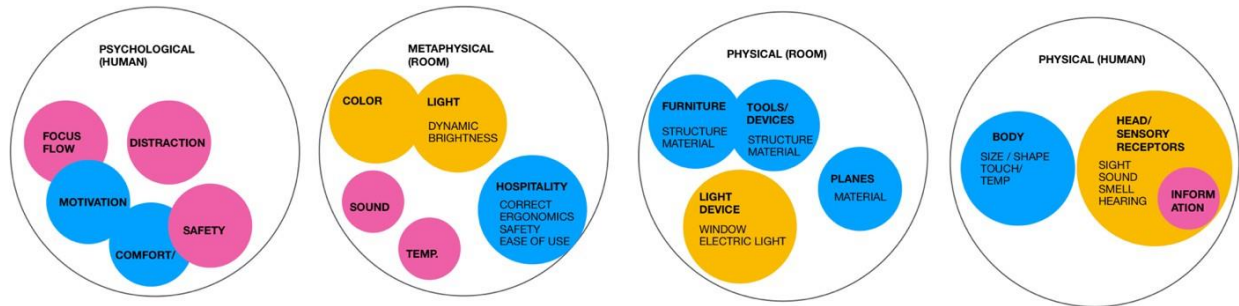 PSYCHOLOGICAL
(HUMAN)
FOCUS
FLOW
DISTRACTION
MOTIVATION
SAFETY
COMFORT/
METAPHYSICAL
(ROOM)
COLOR
LIGHT
DYNAMIC
BRIGHTNESS
SOUND
HOSPITALITY
CORRECT
ERGONOMICS
SAFETY
EASE OF USE
TEMP.
PHYSICAL (ROOM)
FURNITURE
STRUCTURE
MATERIAL
TOOLS/
DEVICES
STRUCTURE
MATERIAL
PLANES
MATERIAL
LIGHT
DEVICE
WINDOW
ELECTRIC LIGHT
PHYSICAL (HUMAN)
BODY
SIZE / SHAPE
TOUCH/
TEMP
HEAD/
SENSORY
RECEPTORS
SIGHT
SOUND
SMELL
HEARING
INFORM
ATION